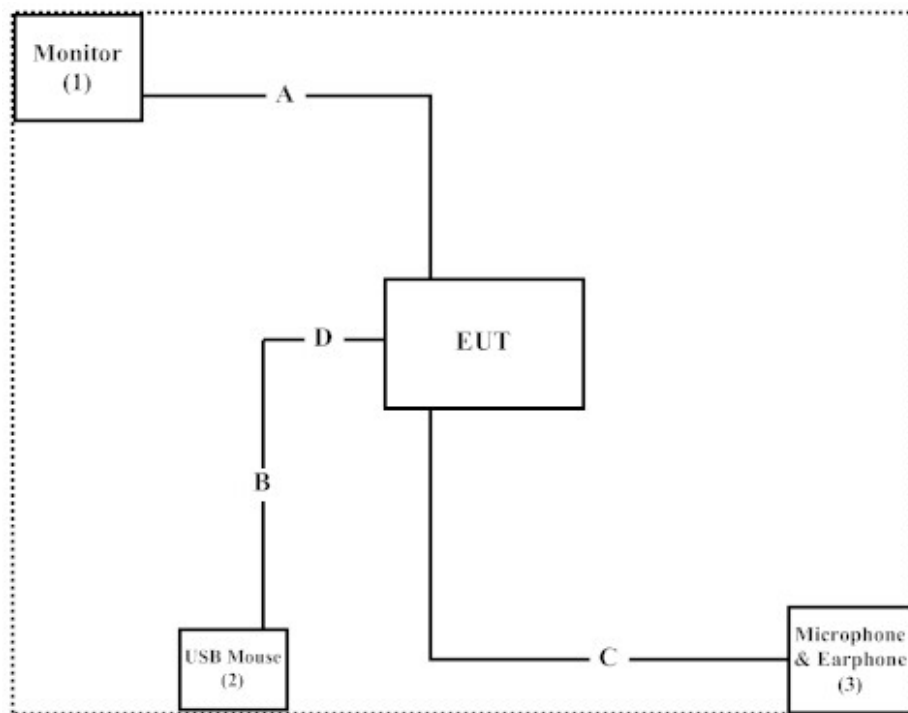 Monitor
(1)
A
EUT
D
B
USB Mouse
(2)
C
Microphone
& Earphone
(3)